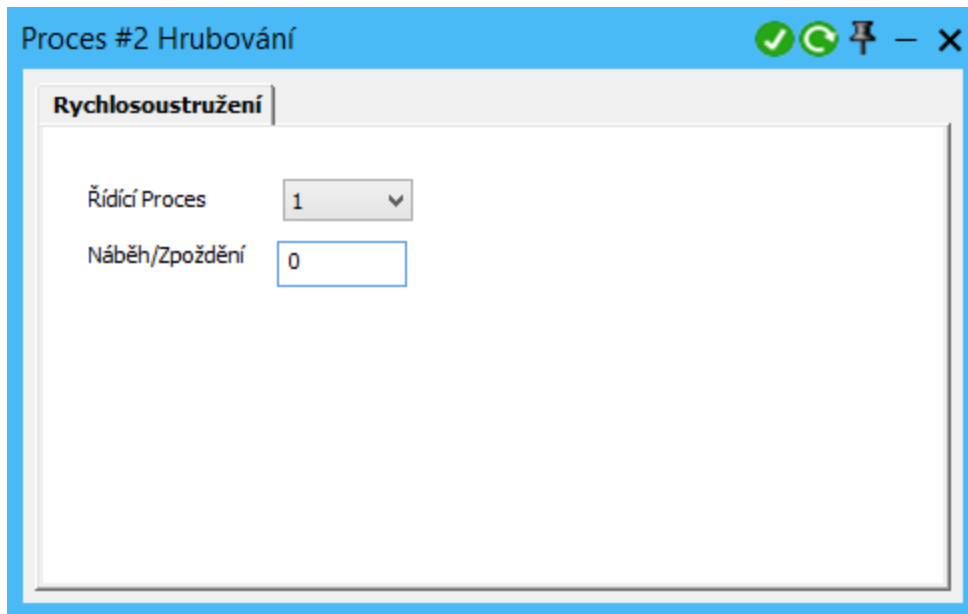 Proces #2 Hrubování
Rychlosoustružení
Řídící Proces 1
Náběh/Zpoždění 0